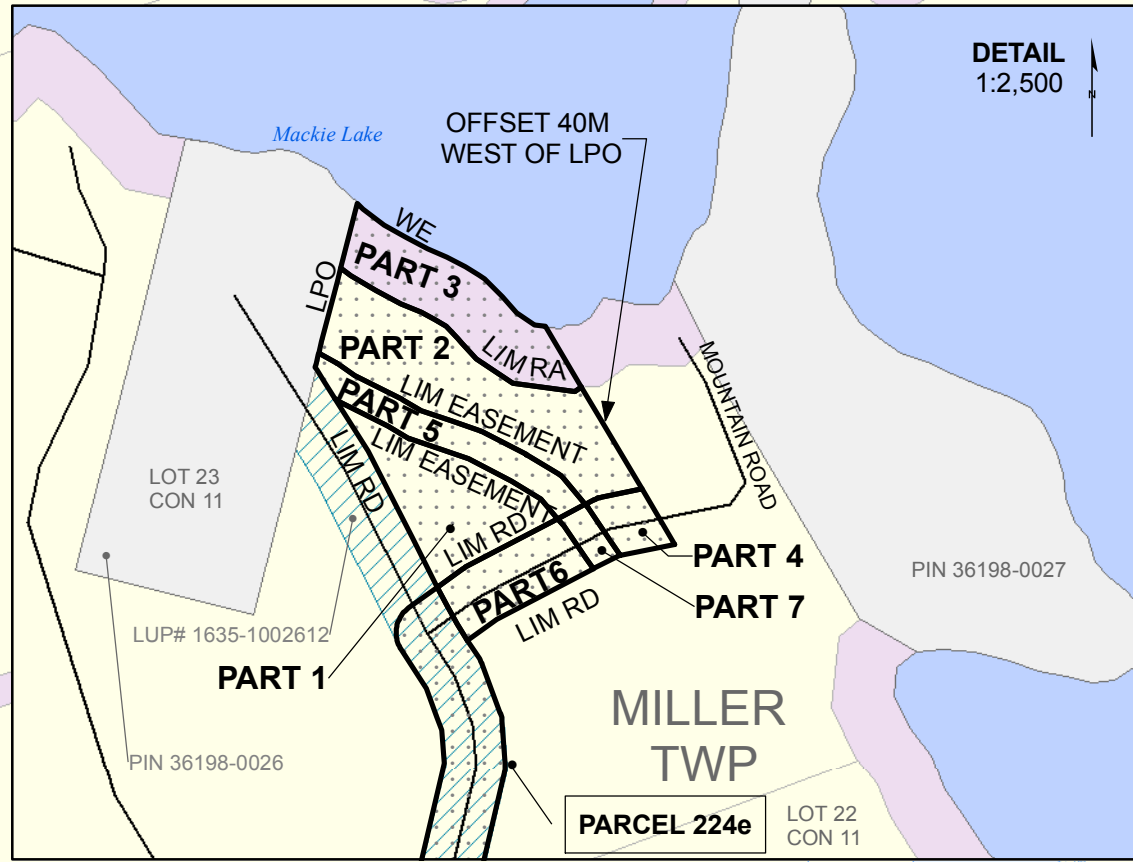 DETAIL
1:2,500
N
Mackie Lake
OFFSET 40M
WEST OF LPO
WE
PART 3
LPO
LIM RA
PART 2
MOUNTAIN ROAD
LIM EASEMENT
PART 5
LIM EASEMENT
LIM RD
LOT 23
CON 11
LIM RD
PART 4
PIN 36198-0027
PART6
PART 7
LIM RD
LUP# 1635-1002612
PART 1
MILLER
TWP
PIN 36198-0026
PARCEL 224e
LOT 22
CON 11